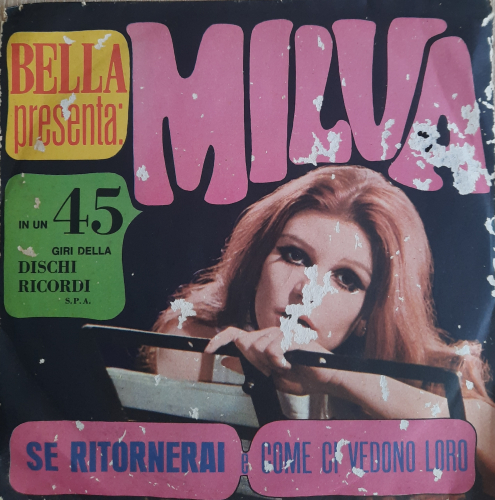 BELLA
presenta:
MILVA
IN UN 45
GIRI DELLA
DISCHI
RICORDI
S.P.A.
SE RITORNERAI e COME CI VEDONO LORO